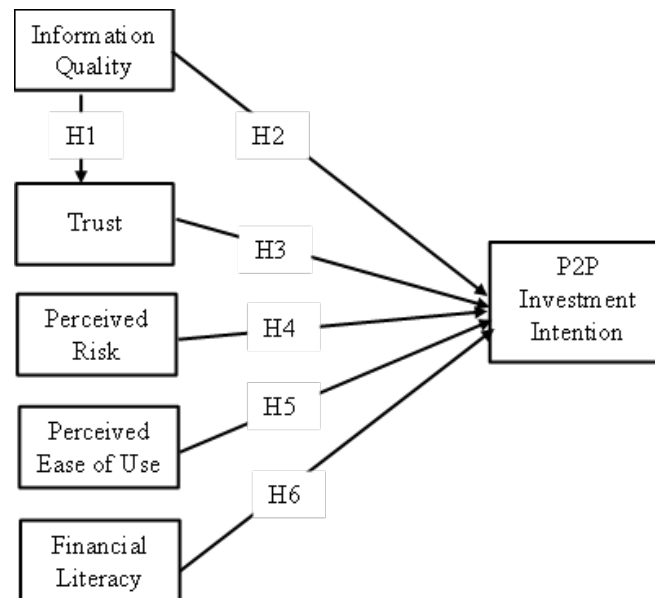 Information
Quality
H1
H2
Trust
H3
P2P
Investment
Intention
Perceived
Risk
H4
Perceived
Ease of Use
H5
H6
Financial
Literacy